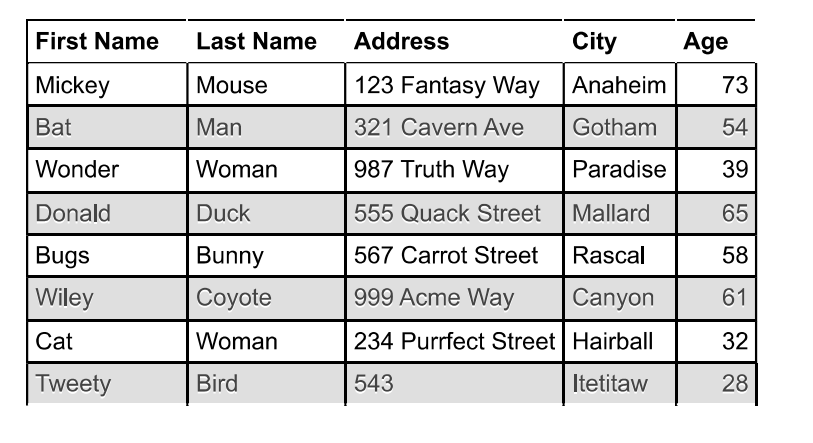 First Name Last Name Address City Age
Mickey Mouse 123 Fantasy Way Anaheim 73
Bat Man 321 Cavern Ave Gotham 54
Wonder Woman 987 Truth Way Paradise 39
Donald Duck 555 Quack Street Mallard 65
Bugs Bunny 567 Carrot Street Rascal 58
Wiley Coyote 999 Acme Way Canyon 61
Cat Woman 234 Purrfect Street Hairball 32
Tweety Bird 543 Itetitaw 28